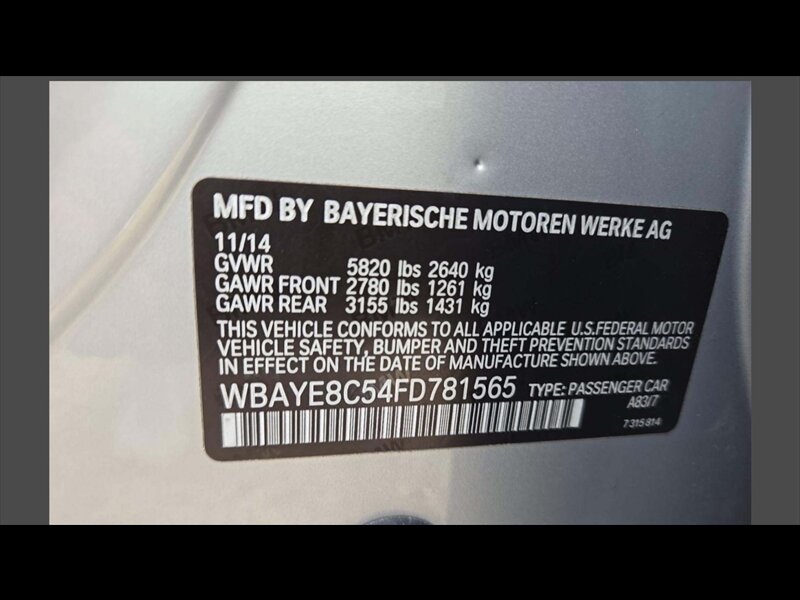 MFD BY BAYERISCHE MOTOREN WERKE AG
11/14
GVWR 5820 lbs 2640 kg
GAWR FRONT 2780 lbs 1261 kg
GAWR REAR 3155 lbs 1431 kg
THIS VEHICLE CONFORMS TO ALL APPLICABLE U.S.FEDERAL MOTOR
VEHICLE SAFETY, BUMPER AND THEFT PREVENTION STANDARDS
IN EFFECT ON THE DATE OF MANUFACTURE SHOWN ABOVE.
WBAYE8C54FD781565 TYPE: PASSENGER CAR
A83/7
7 315 814